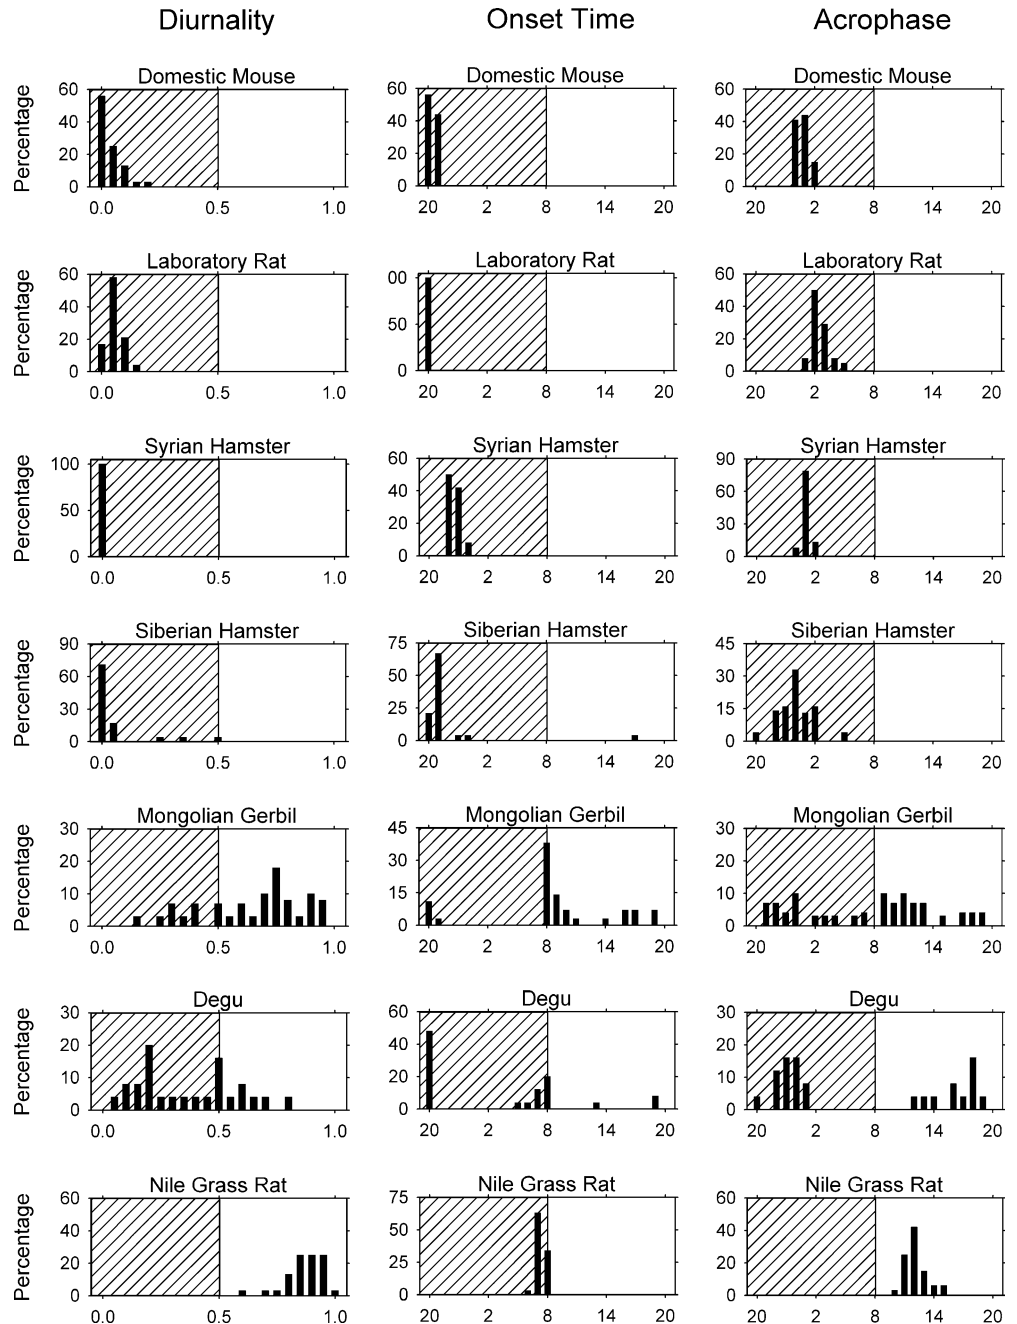 Diurnality Onset Time Acrophase
Domestic Mouse Domestic Mouse Domestic Mouse
Percentage
60 60 60
40 40 40
20 20 20
0 0 0
0.0 0.5 1.0 20 2 8 14 20 20 2 8 14 20
Laboratory Rat Laboratory Rat Laboratory Rat
Percentage
60 00 60
40 50 40
20 20
0 0 0
0.0 0.5 1.0 20 2 8 14 20 20 2 8 14 20
Syrian Hamster Syrian Hamster Syrian Hamster
Percentage
100 60 90
50 40 60
20 30
0 0 0
0.0 0.5 1.0 20 2 8 14 20 20 2 8 14 20
Siberian Hamster Siberian Hamster Siberian Hamster
Percentage
90 75 45
60 50 30
30 25 15
0 0 0
0.0 0.5 1.0 20 2 8 14 20 20 2 8 14 20
Mongolian Gerbil Mongolian Gerbil Mongolian Gerbil
Percentage
30 45 30
20 30 20
10 15 10
0 0 0
0.0 0.5 1.0 20 2 8 14 20 20 2 8 14 20
Degu Degu Degu
Percentage
30 60 30
20 40 20
10 20 10
0 0 0
0.0 0.5 1.0 20 2 8 14 20 20 2 8 14 20
Nile Grass Rat Nile Grass Rat Nile Grass Rat
Percentage
60 75 60
40 50 40
20 25 20
0 0 0
0.0 0.5 1.0 20 2 8 14 20 20 2 8 14 20